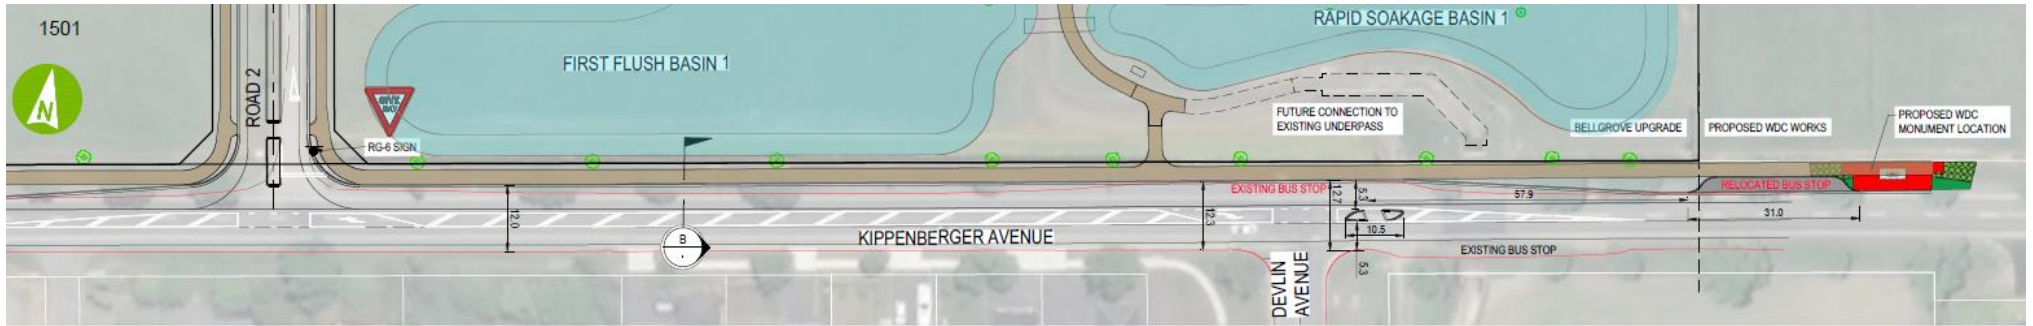 1501
N
ROAD 2
GIVE
WAY
RG-6 SIGN
FIRST FLUSH BASIN 1
RAPID SOAKAGE BASIN 1
FUTURE CONNECTION TO
EXISTING UNDERPASS
BELLGROVE UPGRADE
PROPOSED WDC WORKS
PROPOSED WDC
MONUMENT LOCATION
EXISTING BUS STOP
RELOCATED BUS STOP
12.0
B
KIPPENBERGER AVENUE
12.3
12.7
5.3
57.9
10.5
31.0
5.3
EXISTING BUS STOP
DEVLIN
AVENUE